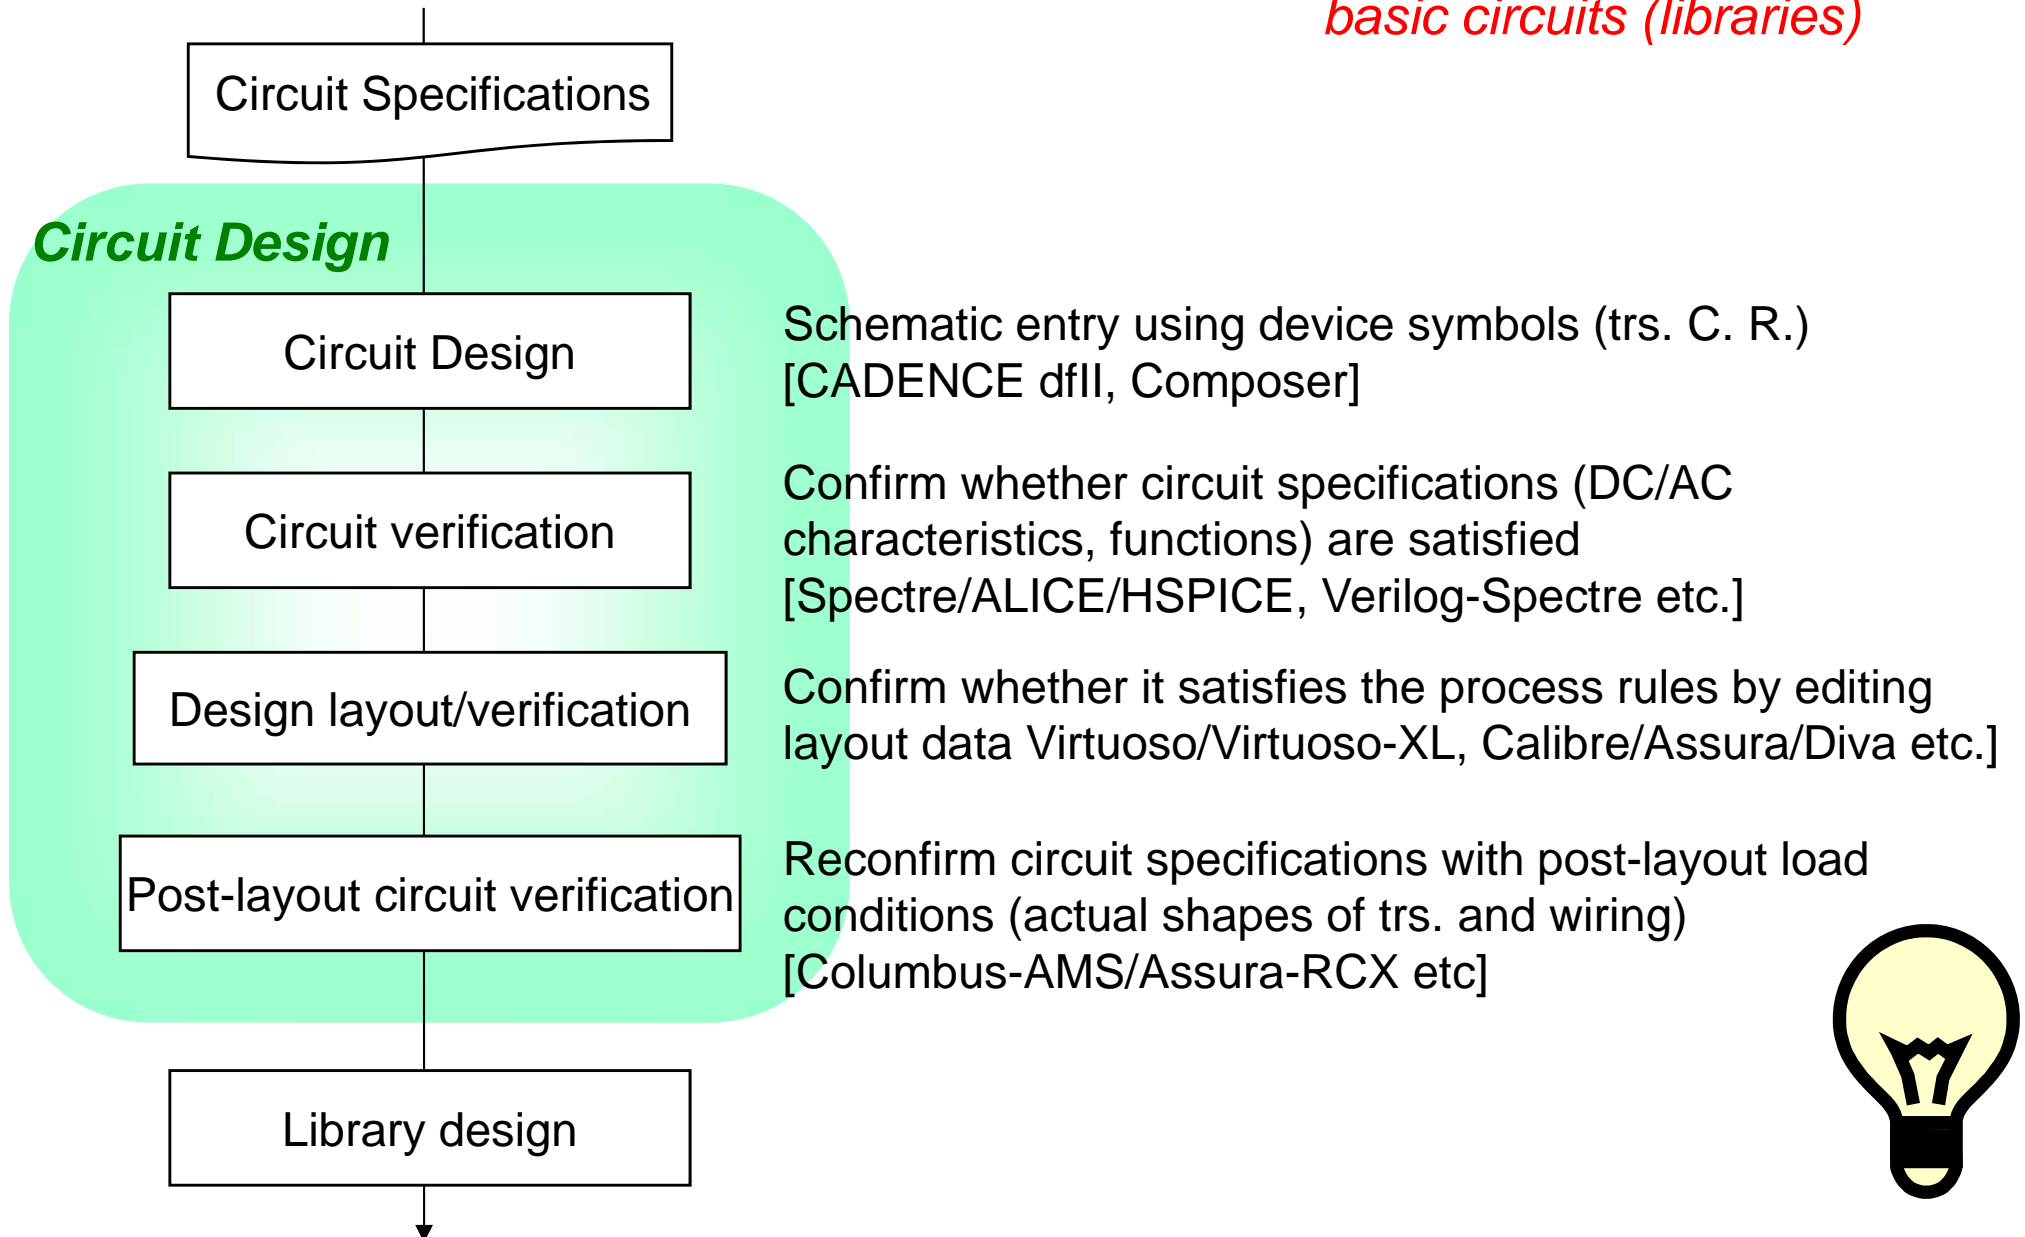 basic circuits (libraries)
Circuit Specifications
Circuit Design
Circuit Design
Schematic entry using device symbols (trs. C. R.)
[CADENCE dfII, Composer]
Circuit verification
Confirm whether circuit specifications (DC/AC
characteristics, functions) are satisfied
[Spectre/ALICE/HSPICE, Verilog-Spectre etc.]
Design layout/verification
Confirm whether it satisfies the process rules by editing
layout data Virtuoso/Virtuoso-XL, Calibre/Assura/Diva etc.]
Post-layout circuit verification
Reconfirm circuit specifications with post-layout load
conditions (actual shapes of trs. and wiring)
[Columbus-AMS/Assura-RCX etc]
Library design